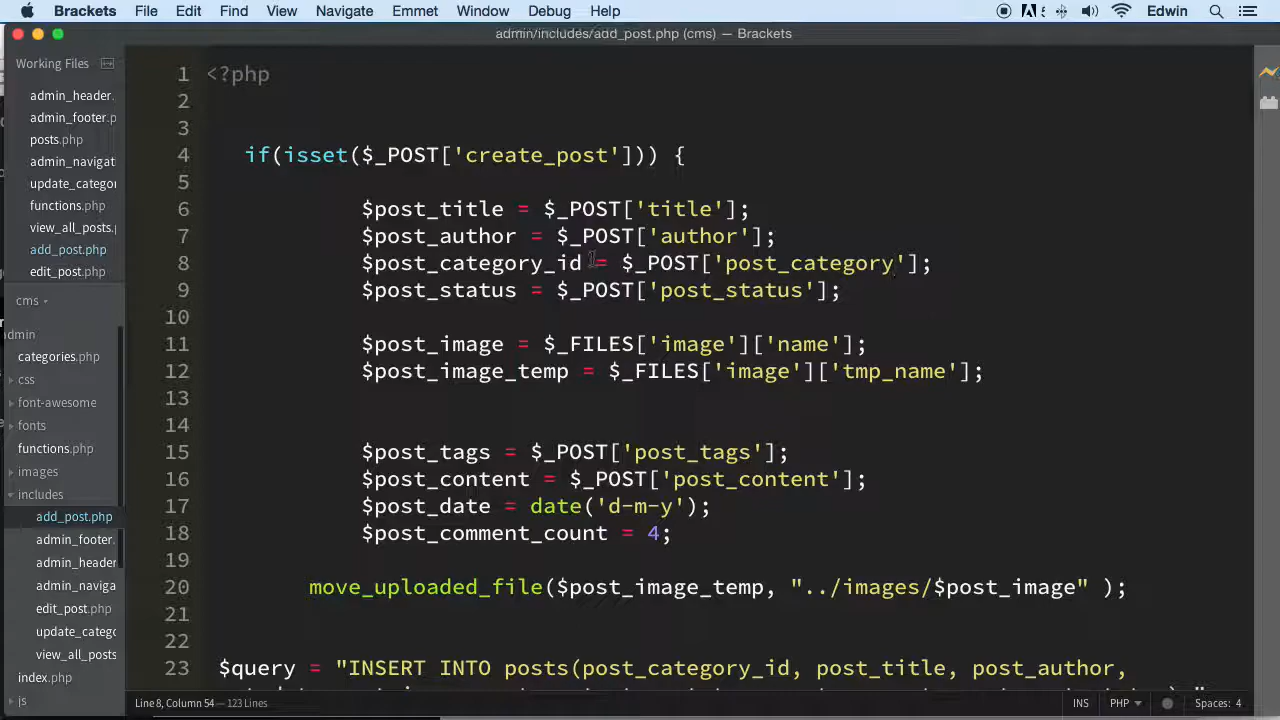 Brackets File Edit Find View Navigate Emmet Window Debug Help Edwin
admin/includes/add_post.php (cms) — Brackets
Working Files
admin_header.
admin_footer.p
posts.php
admin_navigat
update_catego
functions.php
view_all_posts.
add_post.php
edit_post.php
cms
dmin
categories.php
css
font-awesome
fonts
functions.php
images
includes
add_post.php
admin_footer.
admin_header
admin_naviga
edit_post.php
update_catego
view_all_posts
index.php
js
1 <?php
2
3
4 if(isset($_POST['create_post'])) {
5
6 $post_title = $_POST['title'];
7 $post_author = $_POST['author'];
8 $post_category_id = $_POST['post_category'];
9 $post_status = $_POST['post_status'];
10
11 $post_image = $_FILES['image']['name'];
12 $post_image_temp = $_FILES['image']['tmp_name'];
13
14
15 $post_tags = $_POST['post_tags'];
16 $post_content = $_POST['post_content'];
17 $post_date = date('d-m-y');
18 $post_comment_count = 4;
19
20 move_uploaded_file($post_image_temp, "../images/$post_image" );
21
22
23 $query = "INSERT INTO posts(post_category_id, post_title, post_author,
Line 8, Column 54 — 123 Lines INS PHP Spaces: 4